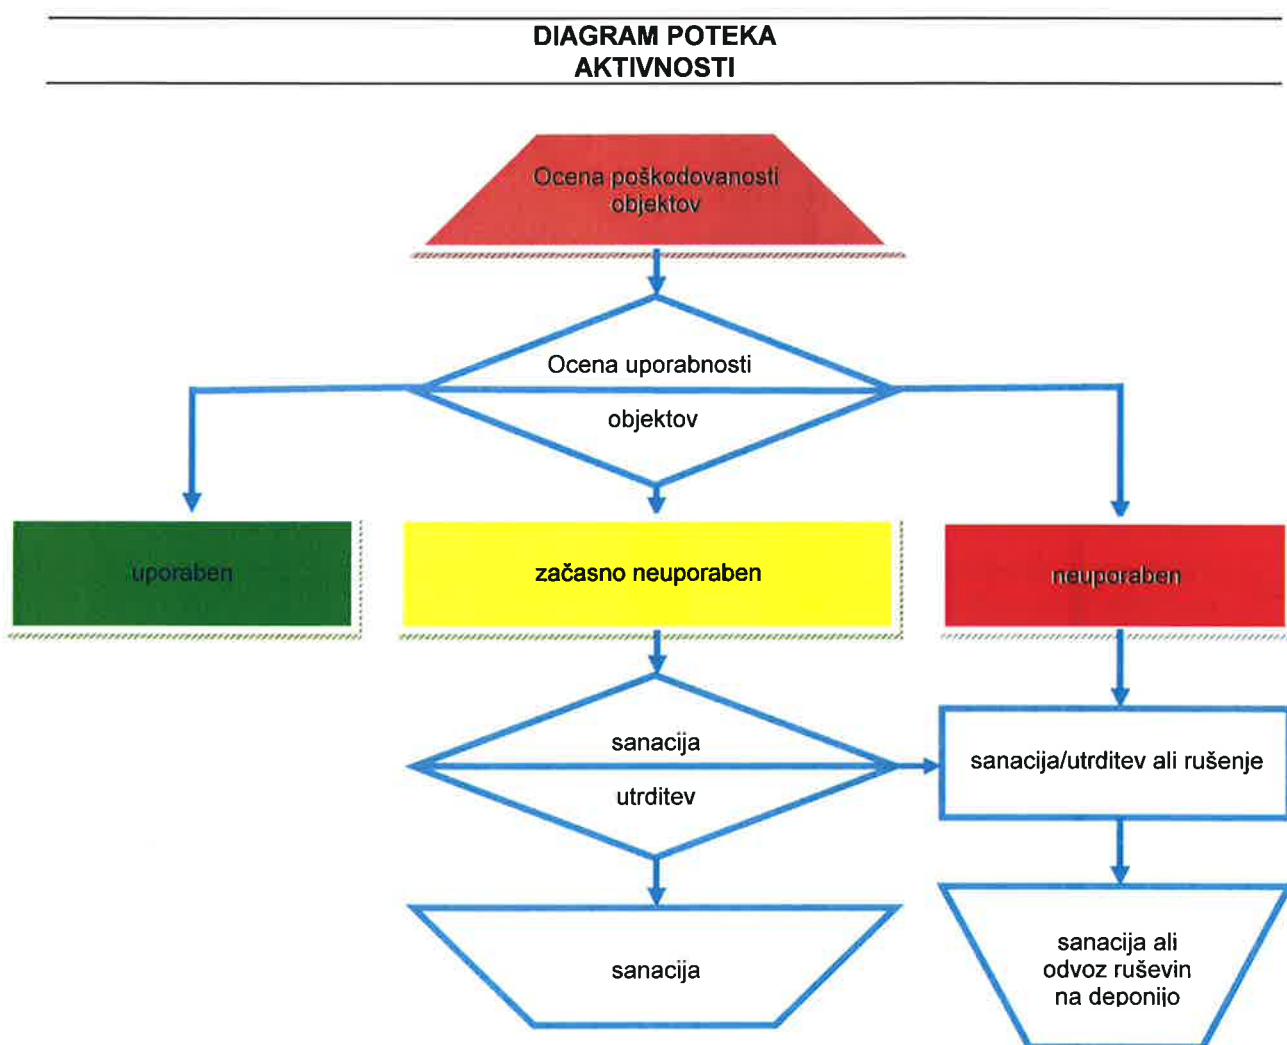 DIAGRAM POTEKA
AKTIVNOSTI
Ocena poškodovanosti
objektov
Ocena uporabnosti
objektov
uporaben
začasno neuporaben
neuporaben
sanacija
utrditev
sanacija/utrditev ali rušenje
sanacija
sanacija ali
odvoz ruševin
na deponijo